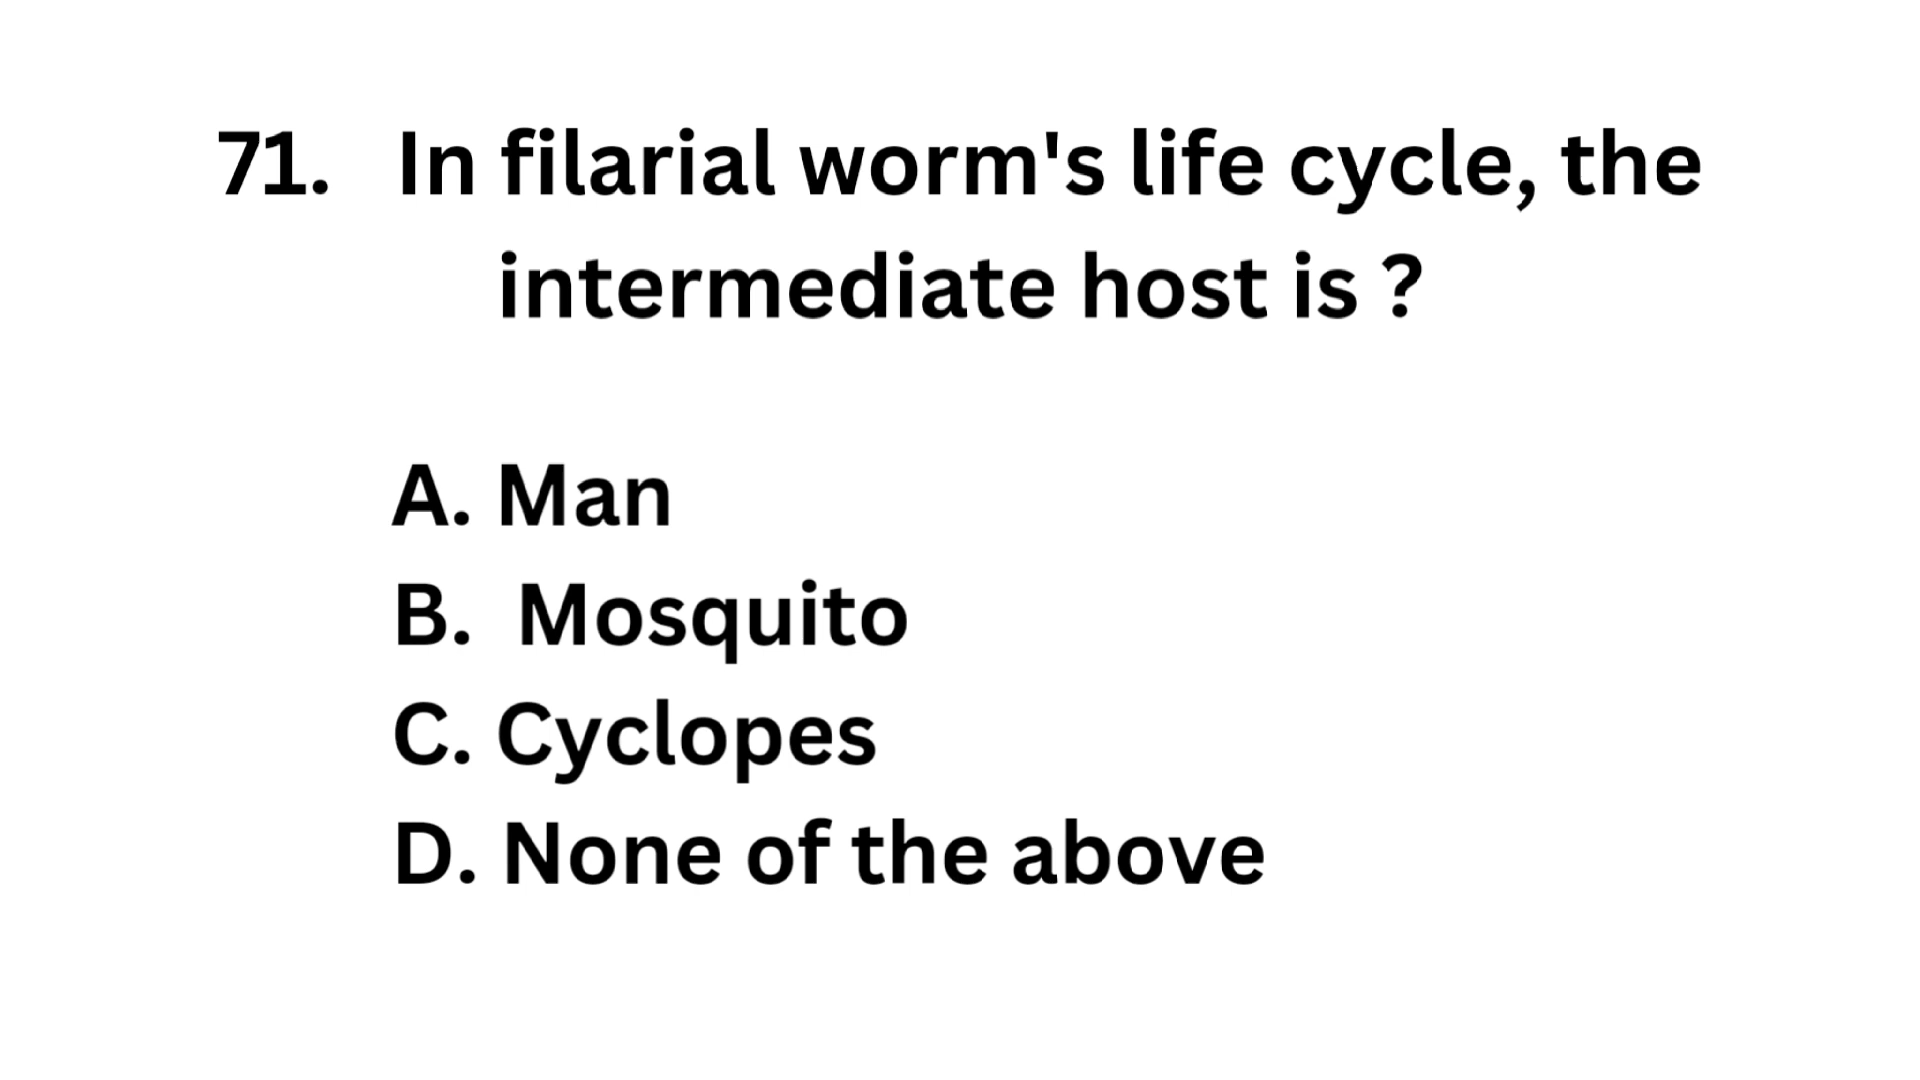 71. In filarial worm's life cycle, the
intermediate host is ?
A. Man
B. Mosquito
C. Cyclopes
D. None of the above